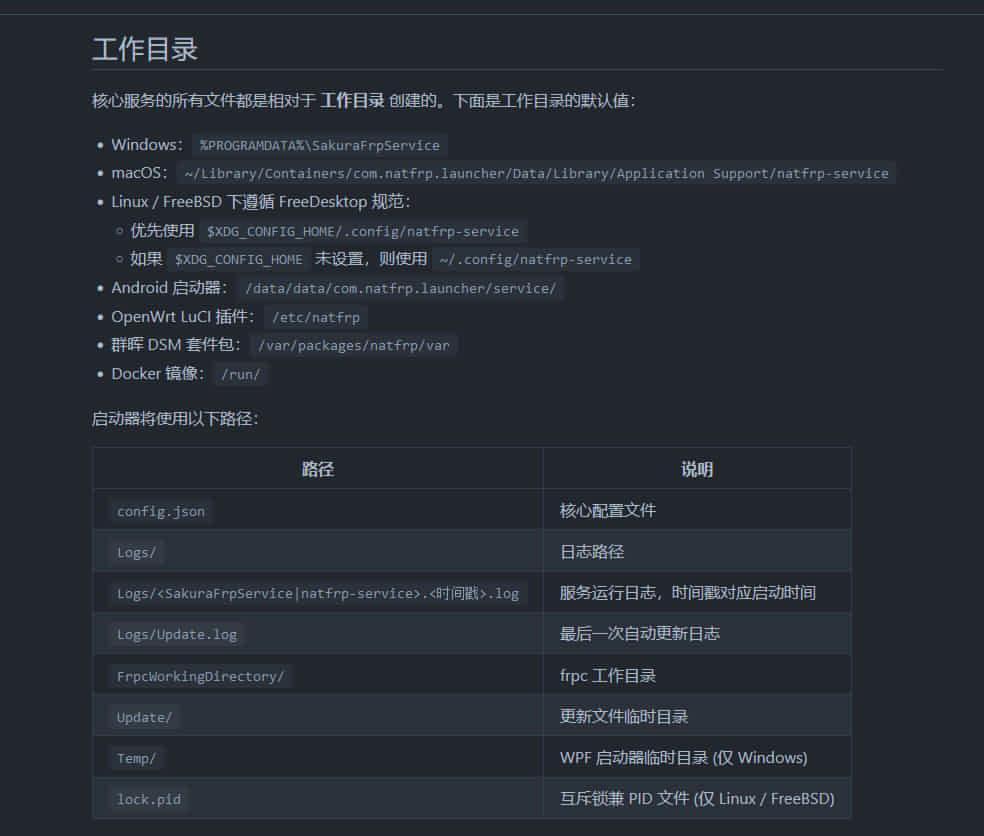 工作目录
核心服务的所有文件都是相对于 工作目录 创建的。下面是工作目录的默认值：
Windows： %PROGRAMDATA%\SakuraFrpService
macOS： ~/Library/Containers/com.natfrp.launcher/Data/Library/Application Support/natfrp-service
Linux / FreeBSD 下遵循 FreeDesktop 规范：
优先使用 $XDG_CONFIG_HOME/.config/natfrp-service
如果 $XDG_CONFIG_HOME 未设置，则使用 ~/.config/natfrp-service
Android 启动器： /data/data/com.natfrp.launcher/service/
OpenWrt LuCI 插件： /etc/natfrp
群晖 DSM 套件包： /var/packages/natfrp/var
Docker 镜像： /run/
启动器将使用以下路径：
路径 说明
config.json 核心配置文件
Logs/ 日志路径
Logs/<SakuraFrpService|natfrp-service>.<时间戳>.log 服务运行日志，时间戳对应启动时间
Logs/Update.log 最后一次自动更新日志
FrpcWorkingDirectory/ frpc 工作目录
Update/ 更新文件临时目录
Temp/ WPF 启动器临时目录 (仅 Windows)
lock.pid 互斥锁兼 PID 文件 (仅 Linux / FreeBSD)